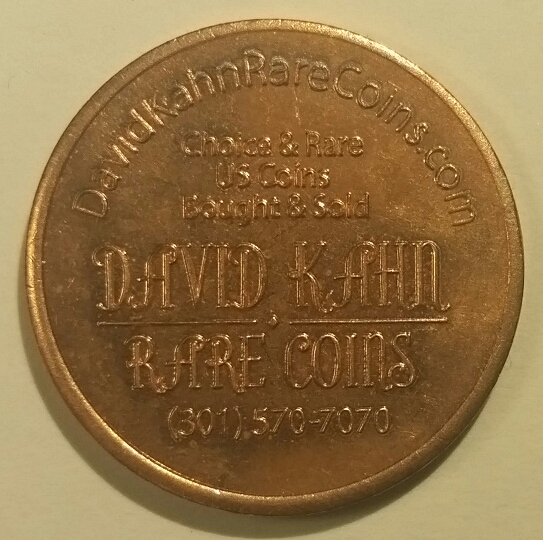 DavidKahnRareCoins.com
Choice & Rare
US Coins
Bought & Sold
DAVID KAHN
RARE COINS
(301) 570-7070